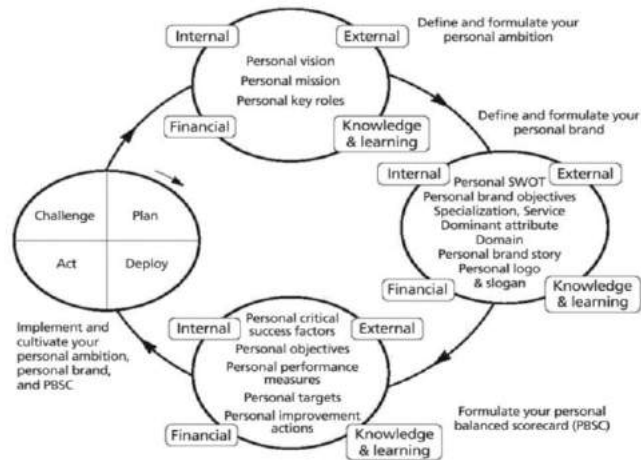 Internal
External
Define and formulate your
personal ambition
Personal vision
Personal mission
Personal key roles
Financial
Knowledge
& learning
Define and formulate your
personal brand
Internal
External
Personal SWOT
Personal brand objectives
Specialization, Service
Dominant attribute
Domain
Personal brand story
Personal logo
& slogan
Financial
Knowledge
& learning
Challenge
Plan
Act
Deploy
Implement and
cultivate your
personal ambition,
personal brand,
and PBSC
Internal
External
Personal critical
success factors
Personal objectives
Personal performance
measures
Personal targets
Personal improvement
actions
Financial
Knowledge
& learning
Formulate your personal
balanced scorecard (PBSC)